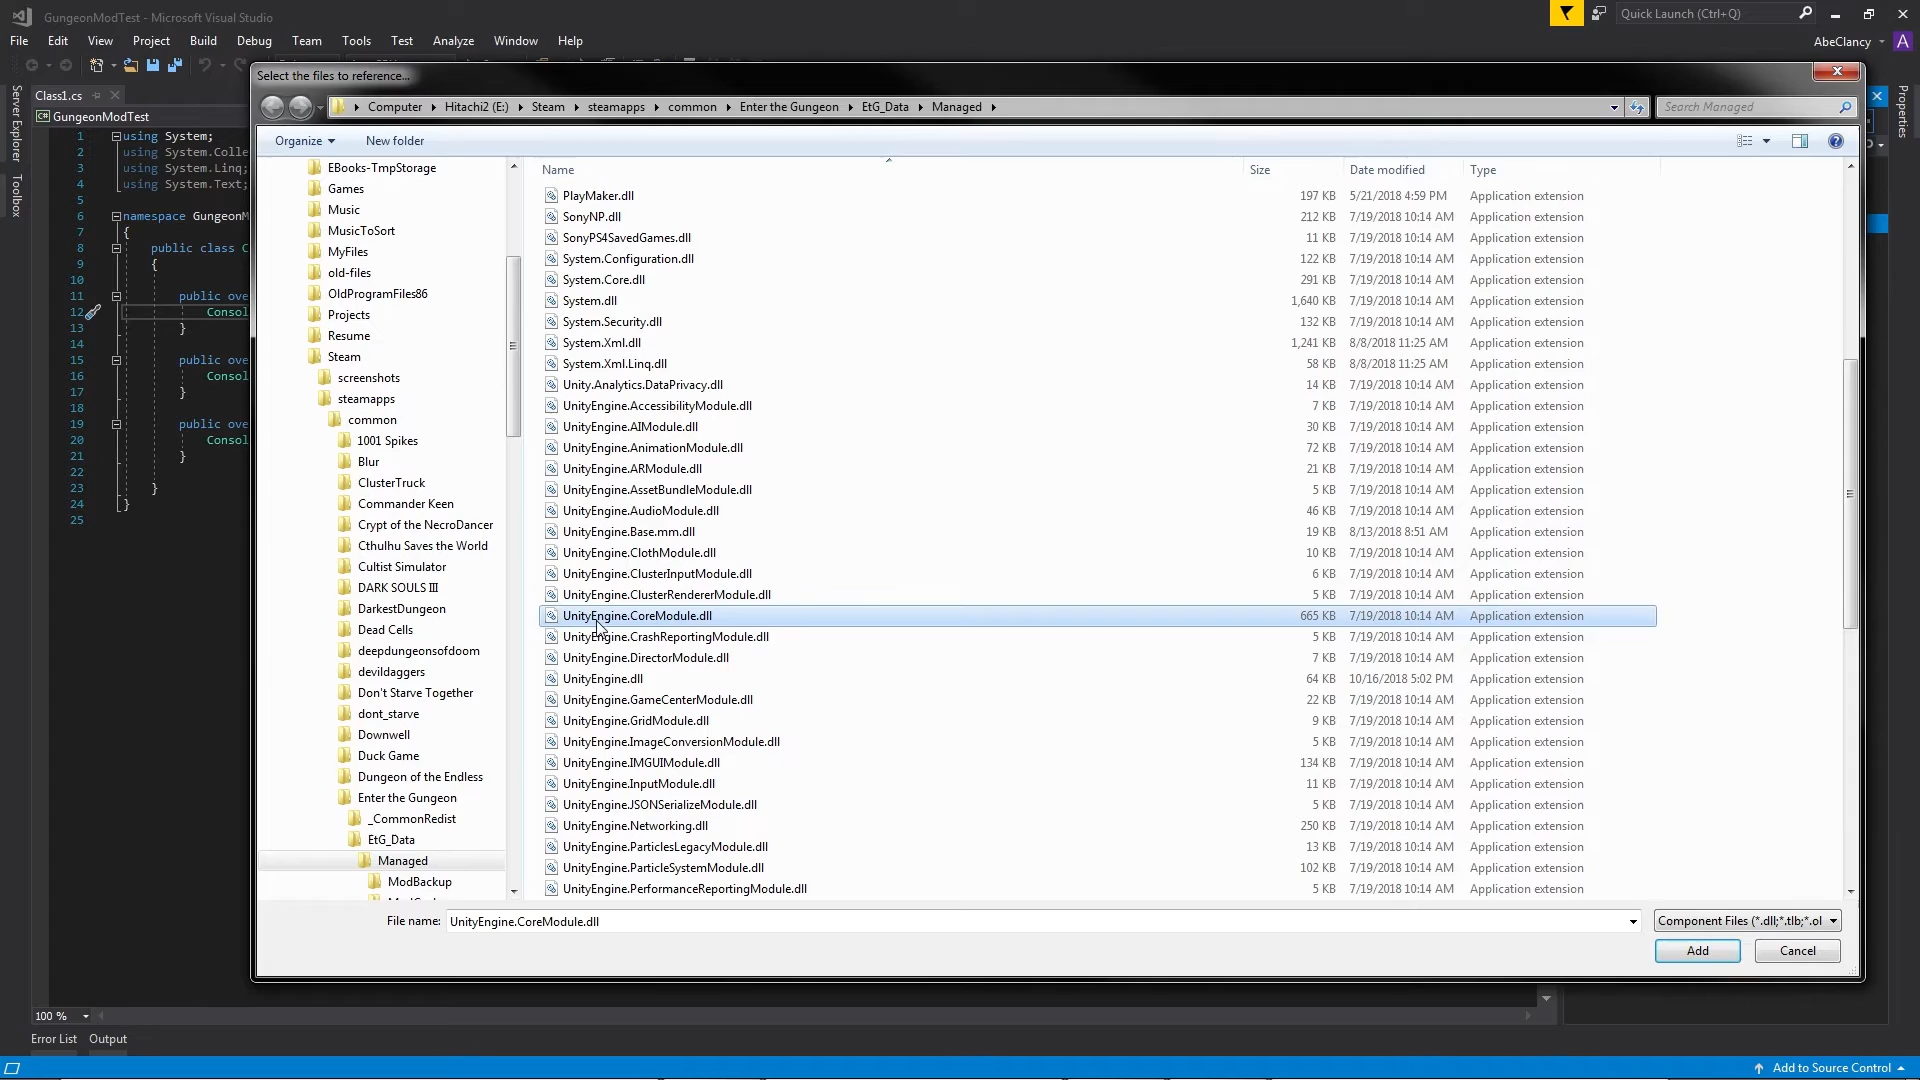 GungeonModTest - Microsoft Visual Studio
Quick Launch (Ctrl+Q)
File Edit View Project Build Debug Team Tools Test Analyze Window Help
AbeClancy A
Select the files to reference...
Class1.cs
Computer Hitachi2 (E:) Steam steamapps common Enter the Gungeon EtG_Data Managed
Search Managed
GungeonModTest
Server Explorer
Toolbox
Properties
1 using System;
2 using System.Colle
3 using System.Linq;
4 using System.Text;
5
6 namespace GungeonM
7 {
8 public class C
9 {
10
11 public ove
12 Consol
13 }
14
15 public ove
16 Consol
17 }
18
19 public ove
20 Consol
21 }
22
23 }
24 }
25
Organize New folder
EBooks-TmpStorage
Games
Music
MusicToSort
MyFiles
old-files
OldProgramFiles86
Projects
Resume
Steam
screenshots
steamapps
common
1001 Spikes
Blur
ClusterTruck
Commander Keen
Crypt of the NecroDancer
Cthulhu Saves the World
Cultist Simulator
DARK SOULS III
DarkestDungeon
Dead Cells
deepdungeonsofdoom
devildaggers
Don't Starve Together
dont_starve
Downwell
Duck Game
Dungeon of the Endless
Enter the Gungeon
_CommonRedist
EtG_Data
Managed
ModBackup
Name Size Date modified Type
PlayMaker.dll 197 KB 5/21/2018 4:59 PM Application extension
SonyNP.dll 212 KB 7/19/2018 10:14 AM Application extension
SonyPS4SavedGames.dll 11 KB 7/19/2018 10:14 AM Application extension
System.Configuration.dll 122 KB 7/19/2018 10:14 AM Application extension
System.Core.dll 291 KB 7/19/2018 10:14 AM Application extension
System.dll 1,640 KB 7/19/2018 10:14 AM Application extension
System.Security.dll 132 KB 7/19/2018 10:14 AM Application extension
System.Xml.dll 1,241 KB 8/8/2018 11:25 AM Application extension
System.Xml.Linq.dll 58 KB 8/8/2018 11:25 AM Application extension
Unity.Analytics.DataPrivacy.dll 14 KB 7/19/2018 10:14 AM Application extension
UnityEngine.AccessibilityModule.dll 7 KB 7/19/2018 10:14 AM Application extension
UnityEngine.AIModule.dll 30 KB 7/19/2018 10:14 AM Application extension
UnityEngine.AnimationModule.dll 72 KB 7/19/2018 10:14 AM Application extension
UnityEngine.ARModule.dll 21 KB 7/19/2018 10:14 AM Application extension
UnityEngine.AssetBundleModule.dll 5 KB 7/19/2018 10:14 AM Application extension
UnityEngine.AudioModule.dll 46 KB 7/19/2018 10:14 AM Application extension
UnityEngine.Base.mm.dll 19 KB 8/13/2018 8:51 AM Application extension
UnityEngine.ClothModule.dll 10 KB 7/19/2018 10:14 AM Application extension
UnityEngine.ClusterInputModule.dll 6 KB 7/19/2018 10:14 AM Application extension
UnityEngine.ClusterRendererModule.dll 5 KB 7/19/2018 10:14 AM Application extension
UnityEngine.CoreModule.dll 665 KB 7/19/2018 10:14 AM Application extension
UnityEngine.CrashReportingModule.dll 5 KB 7/19/2018 10:14 AM Application extension
UnityEngine.DirectorModule.dll 7 KB 7/19/2018 10:14 AM Application extension
UnityEngine.dll 64 KB 10/16/2018 5:02 PM Application extension
UnityEngine.GameCenterModule.dll 22 KB 7/19/2018 10:14 AM Application extension
UnityEngine.GridModule.dll 9 KB 7/19/2018 10:14 AM Application extension
UnityEngine.ImageConversionModule.dll 5 KB 7/19/2018 10:14 AM Application extension
UnityEngine.IMGUIModule.dll 134 KB 7/19/2018 10:14 AM Application extension
UnityEngine.InputModule.dll 11 KB 7/19/2018 10:14 AM Application extension
UnityEngine.JSONSerializeModule.dll 5 KB 7/19/2018 10:14 AM Application extension
UnityEngine.Networking.dll 250 KB 7/19/2018 10:14 AM Application extension
UnityEngine.ParticlesLegacyModule.dll 13 KB 7/19/2018 10:14 AM Application extension
UnityEngine.ParticleSystemModule.dll 102 KB 7/19/2018 10:14 AM Application extension
UnityEngine.PerformanceReportingModule.dll 5 KB 7/19/2018 10:14 AM Application extension
File name: UnityEngine.CoreModule.dll
Component Files (*.dll;*.tlb;*.ol
Add Cancel
100 %
Error List Output
Add to Source Control